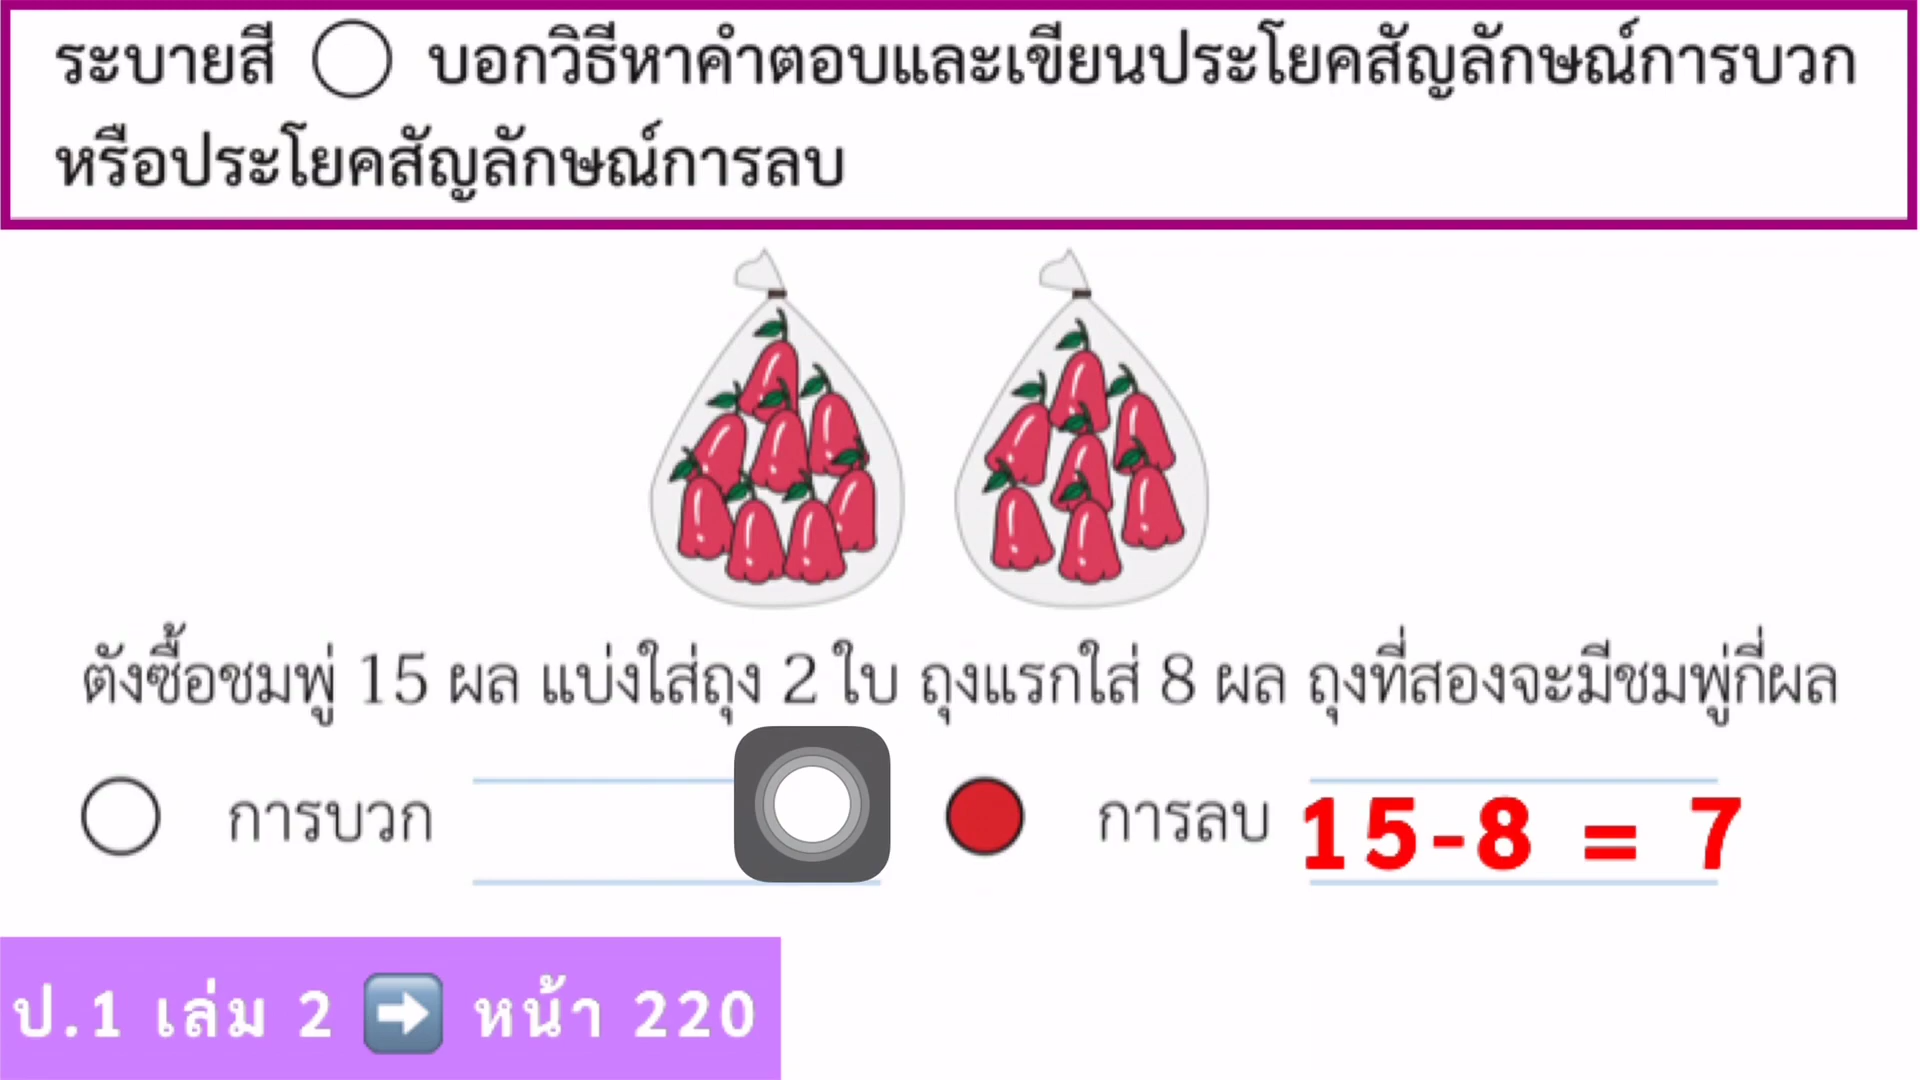 ระบายสี ◯ บอกวิธีหาคำตอบและเขียนประโยคสัญลักษณ์การบวก
หรือประโยคสัญลักษณ์การลบ
ตังซื้อชมพู่ 15 ผล แบ่งใส่ถุง 2 ใบ ถุงแรกใส่ 8 ผล ถุงที่สองจะมีชมพู่กี่ผล
การบวก การลบ 15-8 = 7
ป.1 เล่ม 2 ➡ หน้า 220